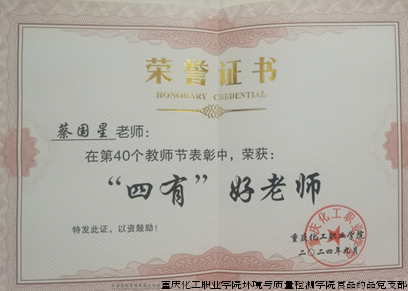 荣誉证书
HONORARY CREDENTIAL
蔡国星 老师：
在第40个教师节表彰中，荣获：
“四有”好老师
特发此证，以资鼓励！
重庆化工职业学院
二〇二四年九月
重庆化工职业学院环境与质量检测学院食品药品党支部